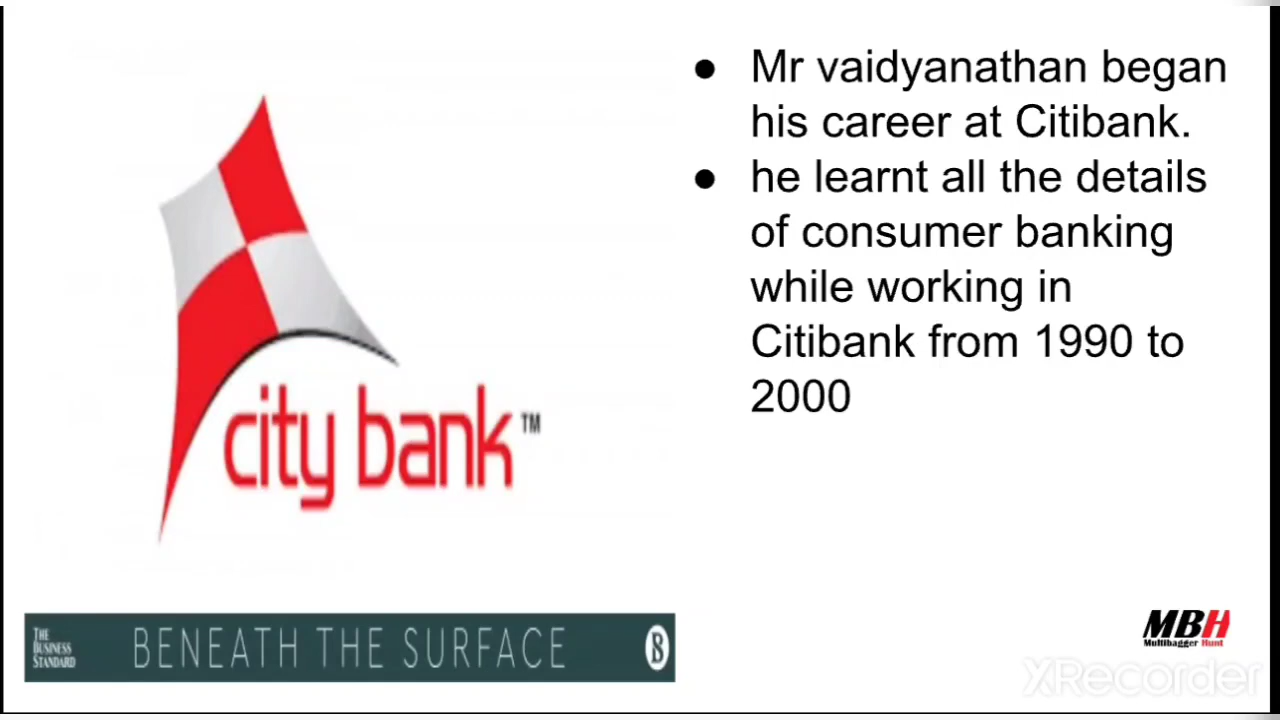 ● Mr vaidyanathan began
his career at Citibank.
● he learnt all the details
of consumer banking
while working in
Citibank from 1990 to
2000
city bank™
THE
BUSINESS
STANDARD
BENEATH THE SURFACE
B
MBH
Multibagger Hunt
XRecorder